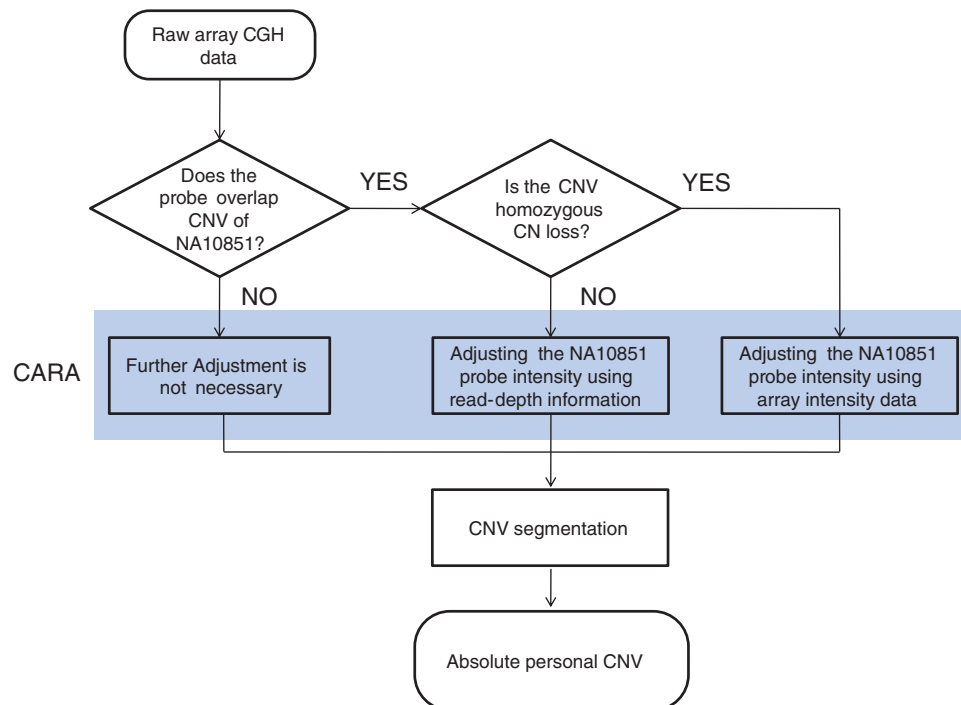 Raw array CGH
data
Does the
probe overlap
CNV of
NA10851?
YES
Is the CNV
homozygous
CN loss?
YES
NO
NO
CARA
Further Adjustment is
not necessary
Adjusting the NA10851
probe intensity using
read-depth information
Adjusting the NA10851
probe intensity using
array intensity data
CNV segmentation
Absolute personal CNV